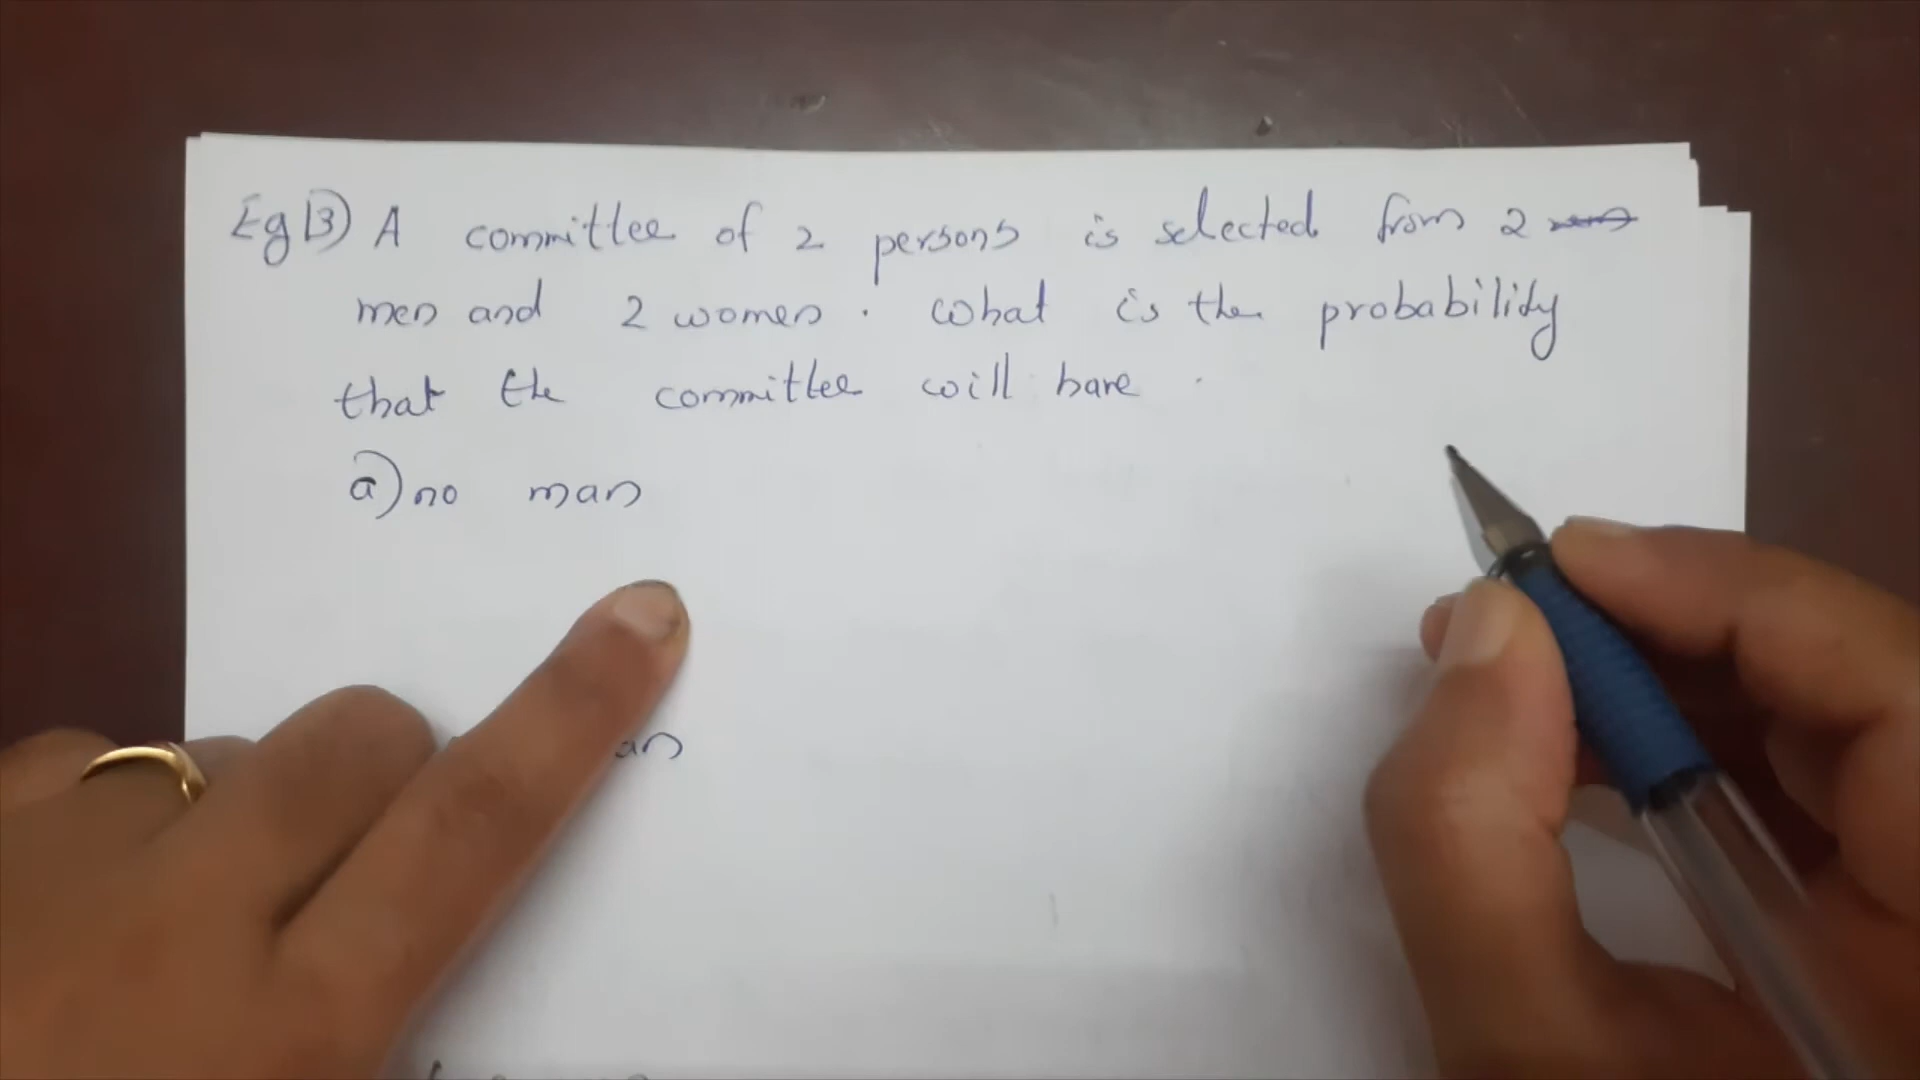 Eg 13) A committee of 2 persons is selected from 2
men and 2 women. What is the probability
that the committee will have
a) no man